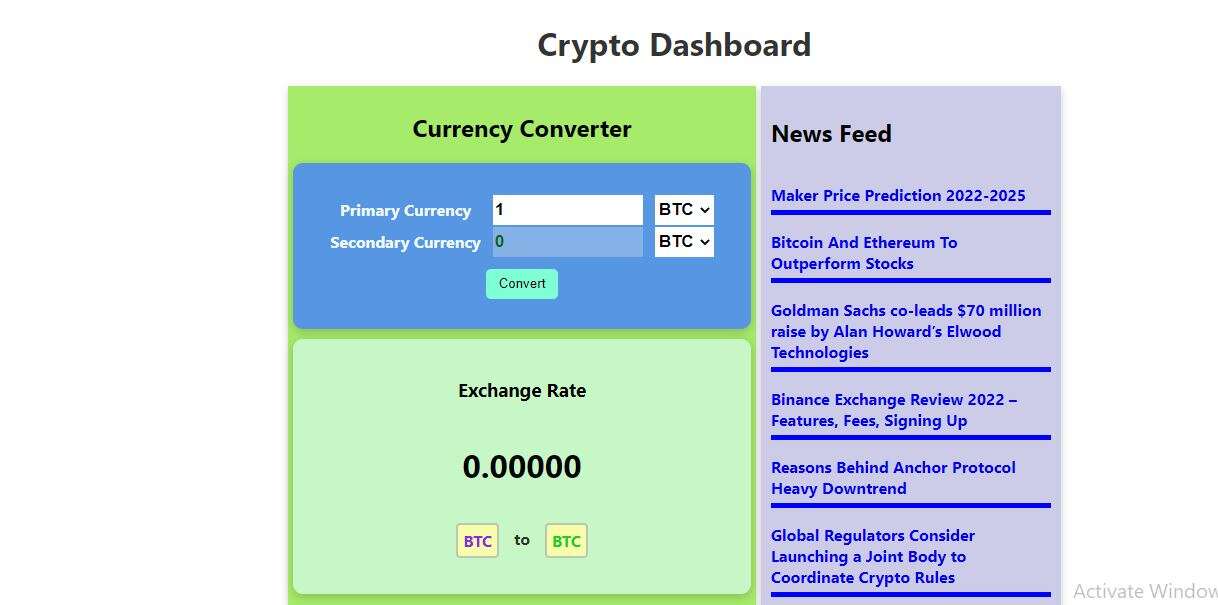 Crypto Dashboard
Currency Converter
Primary Currency 1 BTC
Secondary Currency 0 BTC
Convert
Exchange Rate
0.00000
BTC to BTC
News Feed
Maker Price Prediction 2022-2025
Bitcoin And Ethereum To
Outperform Stocks
Goldman Sachs co-leads $70 million
raise by Alan Howard’s Elwood
Technologies
Binance Exchange Review 2022 –
Features, Fees, Signing Up
Reasons Behind Anchor Protocol
Heavy Downtrend
Global Regulators Consider
Launching a Joint Body to
Coordinate Crypto Rules
Activate Window